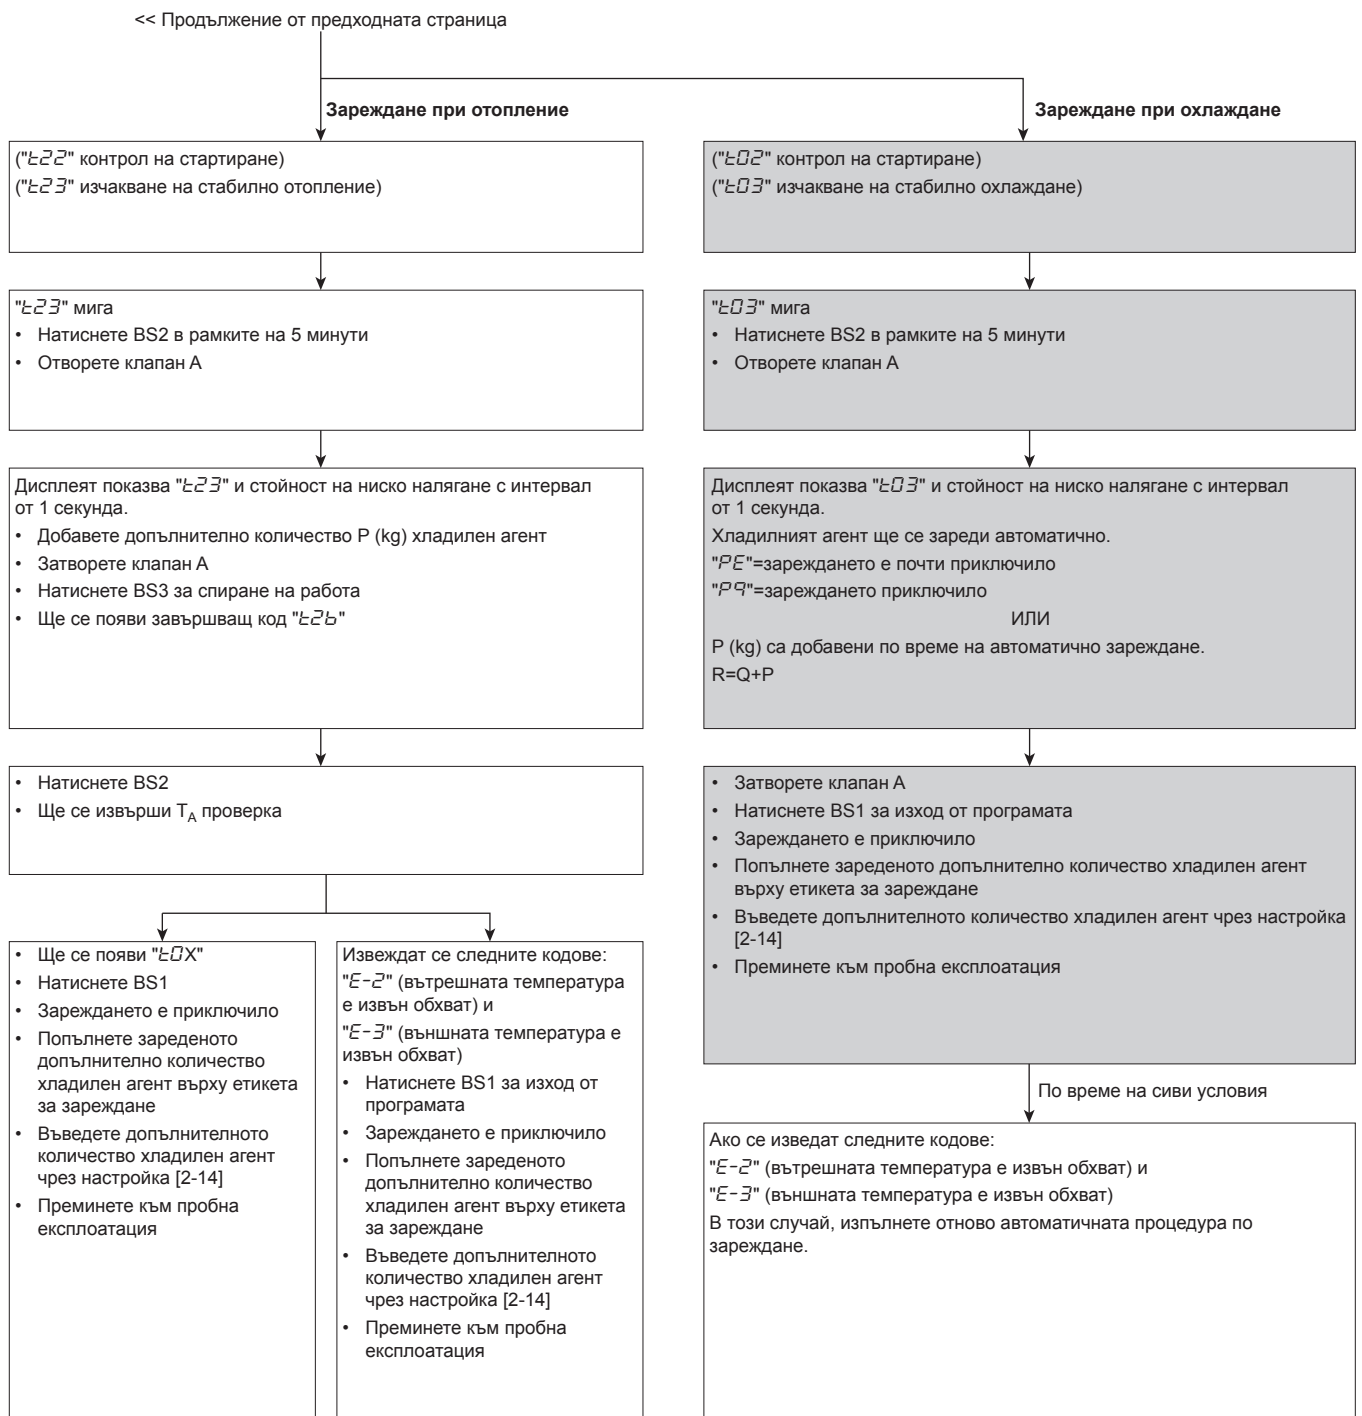 << Продължение от предходната страница
Зареждане при отопление
("t22" контрол на стартиране)
("t23" изчакване на стабилно отопление)
"t23" мига
• Натиснете BS2 в рамките на 5 минути
• Отворете клапан A
Дисплеят показва "t23" и стойност на ниско налягане с интервал
от 1 секунда.
• Добавете допълнително количество P (kg) хладилен агент
• Затворете клапан A
• Натиснете BS3 за спиране на работа
• Ще се появи завършващ код "t2b"
• Натиснете BS2
• Ще се извърши TA проверка
• Ще се появи "t0X"
• Натиснете BS1
• Зареждането е приключило
• Попълнете зареденото
допълнително количество
хладилен агент върху етикета
за зареждане
• Въведете допълнителното
количество хладилен агент
чрез настройка [2-14]
• Преминете към пробна
експлоатация
Извеждат се следните кодове:
"E-2" (вътрешната температура
е извън обхват) и
"E-3" (външната температура е
извън обхват)
• Натиснете BS1 за изход от
програмата
• Зареждането е приключило
• Попълнете зареденото
допълнително количество
хладилен агент върху етикета
за зареждане
• Въведете допълнителното
количество хладилен агент
чрез настройка [2-14]
• Преминете към пробна
експлоатация
Зареждане при охлаждане
("t02" контрол на стартиране)
("t03" изчакване на стабилно охлаждане)
"t03" мига
• Натиснете BS2 в рамките на 5 минути
• Отворете клапан A
Дисплеят показва "t03" и стойност на ниско налягане с интервал
от 1 секунда.
Хладилният агент ще се зареди автоматично.
"PE"=зареждането е почти приключило
"P9"=зареждането приключило
ИЛИ
P (kg) са добавени по време на автоматично зареждане.
R=Q+P
• Затворете клапан A
• Натиснете BS1 за изход от програмата
• Зареждането е приключило
• Попълнете зареденото допълнително количество хладилен агент
върху етикета за зареждане
• Въведете допълнителното количество хладилен агент чрез настройка
[2-14]
• Преминете към пробна експлоатация
По време на сиви условия
Ако се изведат следните кодове:
"E-2" (вътрешната температура е извън обхват) и
"E-3" (външната температура е извън обхват)
В този случай, изпълнете отново автоматичната процедура по
зареждане.